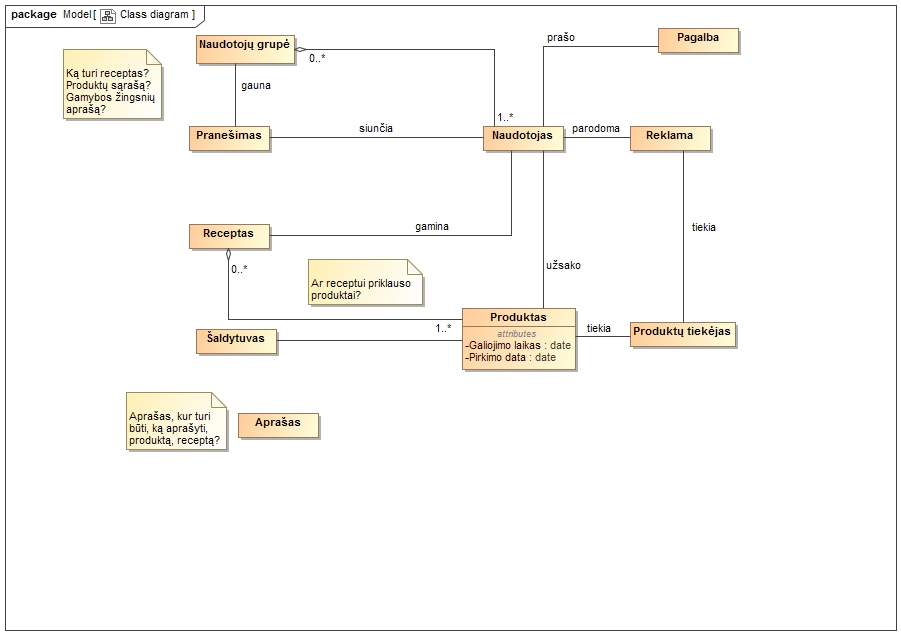 package Model [ Class diagram ]
Naudotojų grupė
0..*
prašo
Pagalba
Ką turi receptas?
Produktų sąrašą?
Gamybos žingsnių
aprašą?
gauna
1..*
Pranešimas
siunčia
Naudotojas
parodoma
Reklama
Receptas
gamina
tiekia
0..*
užsako
Ar receptui priklauso
produktai?
Produktas
attributes
-Galiojimo laikas : date
-Pirkimo data : date
1..*
tiekia
Produktų tiekėjas
Šaldytuvas
Aprašas, kur turi
būti, ką aprašyti,
produktą, receptą?
Aprašas